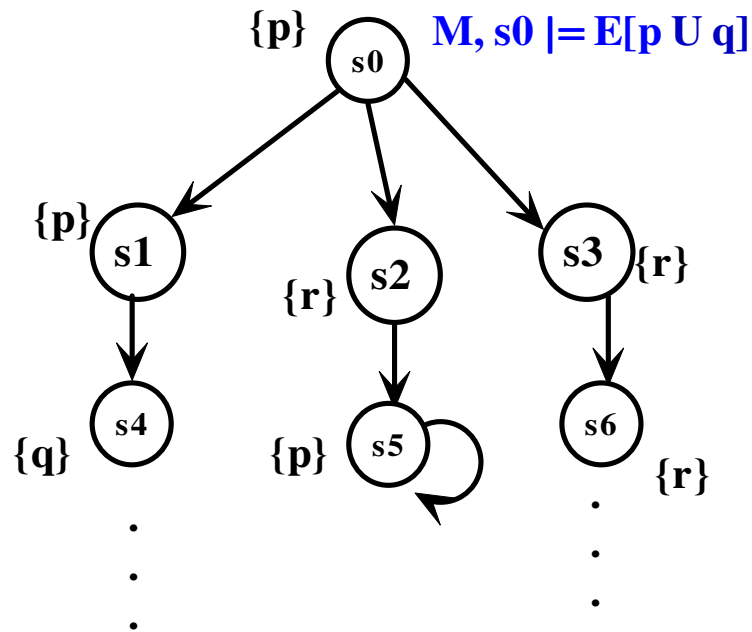 {p} s0 M, s0 |= E[p U q]
{p} s1 {r} s2 s3 {r}
s4 s5 s6
{q} {p} {r}